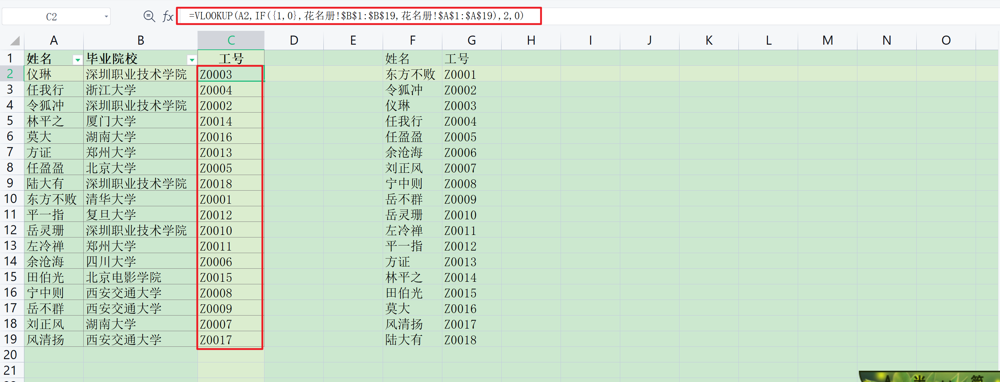 C2 fx =VLOOKUP(A2,IF({1,0},花名册!$B$1:$B$19,花名册!$A$1:$A$19),2,0)
A B C D E F G H I J K L M N O
1 姓名 毕业院校 工号 姓名 工号
2 仪琳 深圳职业技术学院 Z0003 东方不败 Z0001
3 任我行 浙江大学 Z0004 令狐冲 Z0002
4 令狐冲 深圳职业技术学院 Z0002 仪琳 Z0003
5 林平之 厦门大学 Z0014 任我行 Z0004
6 莫大 湖南大学 Z0016 任盈盈 Z0005
7 方证 郑州大学 Z0013 余沧海 Z0006
8 任盈盈 北京大学 Z0005 刘正风 Z0007
9 陆大有 深圳职业技术学院 Z0018 宁中则 Z0008
10 东方不败 清华大学 Z0001 岳不群 Z0009
11 平一指 复旦大学 Z0012 岳灵珊 Z0010
12 岳灵珊 深圳职业技术学院 Z0010 左冷禅 Z0011
13 左冷禅 郑州大学 Z0011 平一指 Z0012
14 余沧海 四川大学 Z0006 方证 Z0013
15 田伯光 北京电影学院 Z0015 林平之 Z0014
16 宁中则 西安交通大学 Z0008 田伯光 Z0015
17 岳不群 西安交通大学 Z0009 莫大 Z0016
18 刘正风 湖南大学 Z0007 风清扬 Z0017
19 风清扬 西安交通大学 Z0017 陆大有 Z0018
20
21